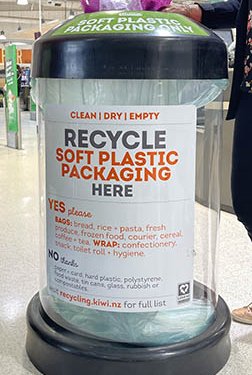 SOFT PLASTIC
PACKAGING ONLY
CLEAN | DRY | EMPTY
RECYCLE
SOFT PLASTIC
PACKAGING
HERE
YES please
BAGS: bread, rice + pasta, fresh
produce, frozen food, courier, cereal,
coffee + tea. WRAP: confectionery,
snack, toilet roll + hygiene.
NO thanks
paper + card, hard plastic, polystyrene,
food waste, tin cans, glass, rubbish or
compostables.
recycling.kiwi.nz for full list